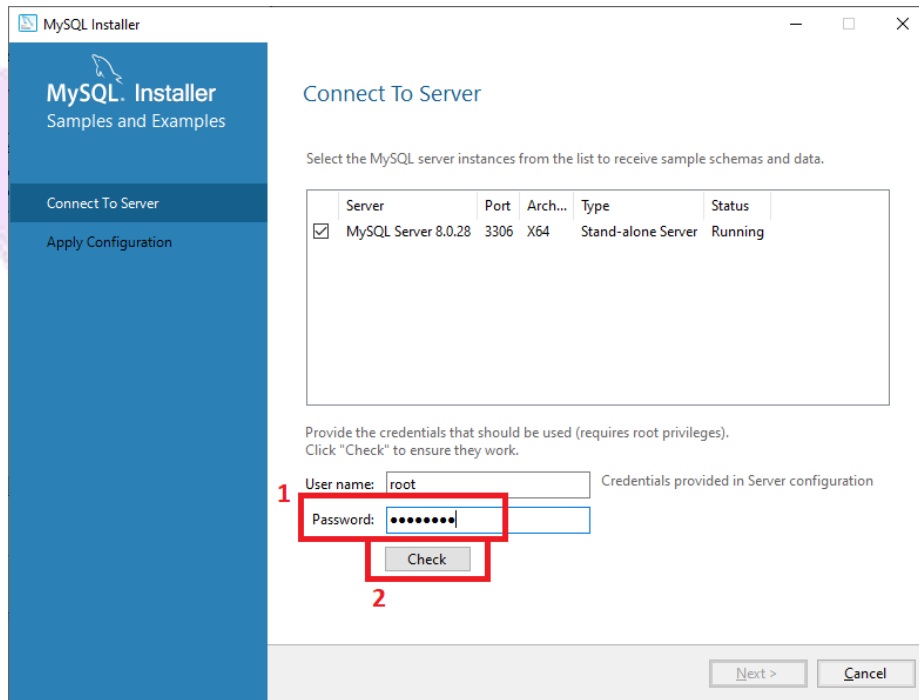 MySQL Installer
MySQL. Installer
Samples and Examples
Connect To Server
Apply Configuration
Connect To Server
Select the MySQL server instances from the list to receive sample schemas and data.
Server Port Arch... Type Status
MySQL Server 8.0.28 3306 X64 Stand-alone Server Running
Provide the credentials that should be used (requires root privileges).
Click "Check" to ensure they work.
User name: root Credentials provided in Server configuration
1
Password: ●●●●●●●●
Check
2
Next > Cancel